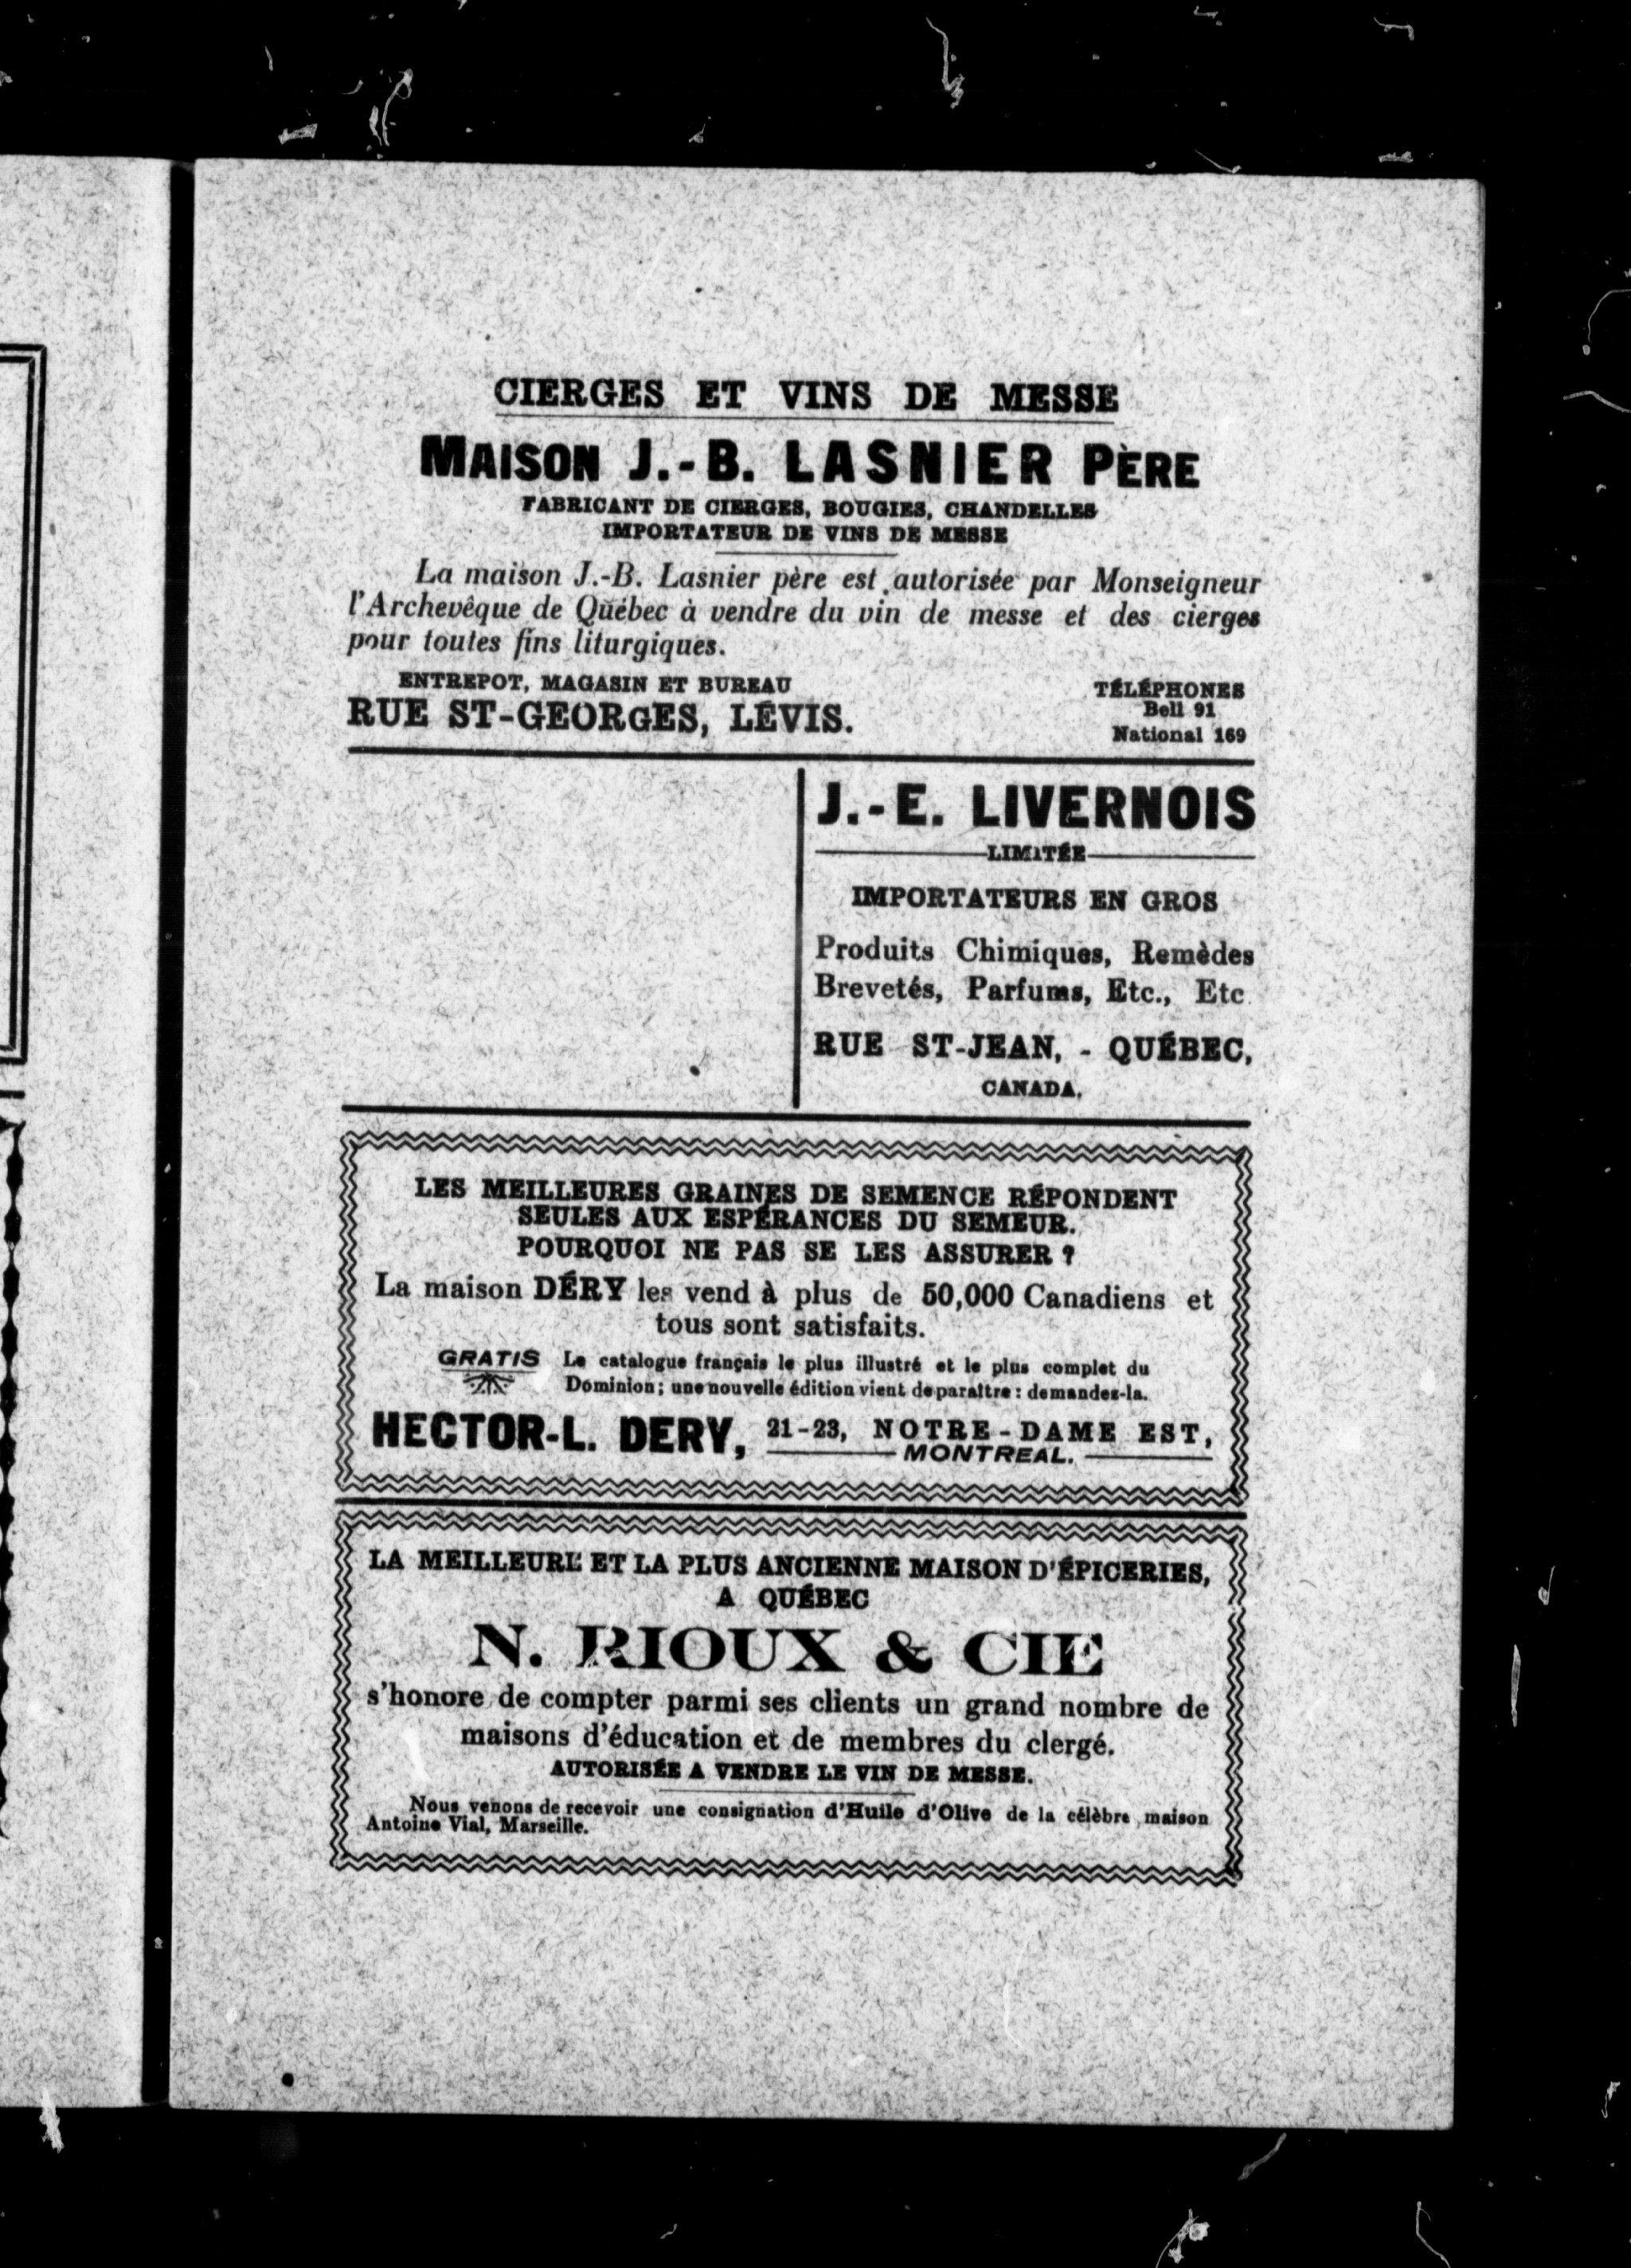 CIERGES ET VINS DE MESSE
MAISON J.-B. LASNIER PÈRE
FABRICANT DE CIERGES, BOUGIES, CHANDELLES
IMPORTATEUR DE VINS DE MESSE
La maison J.-B. Lasnier père est autorisée par Monseigneur
l'Archevêque de Québec à vendre du vin de messe et des cierges
pour toutes fins liturgiques.
ENTREPOT, MAGASIN ET BUREAU
RUE ST-GEORGES, LÉVIS.
TÉLÉPHONES
Bell 91
National 169
J.-E. LIVERNOIS
LIMITÉE
IMPORTATEURS EN GROS
Produits Chimiques, Remèdes
Brevetés, Parfums, Etc., Etc
RUE ST-JEAN, - QUÉBEC,
CANADA.
LES MEILLEURES GRAINES DE SEMENCE RÉPONDENT
SEULES AUX ESPÉRANCES DU SEMEUR.
POURQUOI NE PAS SE LES ASSURER ?
La maison DÉRY les vend à plus de 50,000 Canadiens et
tous sont satisfaits.
GRATIS Le catalogue français le plus illustré et le plus complet du
Dominion; une nouvelle édition vient de paraître : demandez-la.
HECTOR-L. DERY, 21-23, NOTRE-DAME EST,
MONTREAL.
LA MEILLEURE ET LA PLUS ANCIENNE MAISON D'ÉPICERIES,
A QUÉBEC
N. RIOUX & CIE
s'honore de compter parmi ses clients un grand nombre de
maisons d'éducation et de membres du clergé.
AUTORISÉE A VENDRE LE VIN DE MESSE.
Nous venons de recevoir une consignation d'Huile d'Olive de la célèbre maison
Antoine Vial, Marseille.